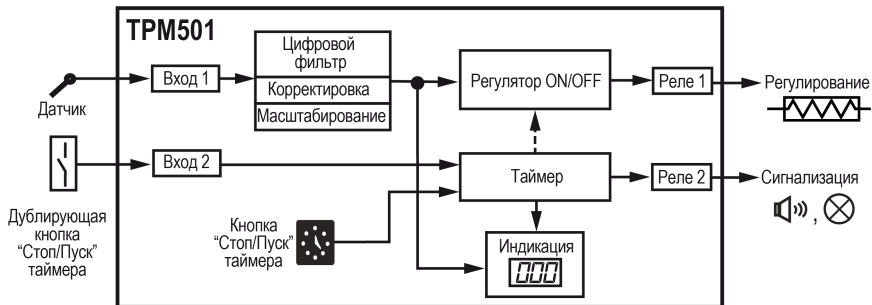 ТРМ501
Цифровой
фильтр
Корректировка
Масштабирование
Вход 1
Датчик
Регулятор ON/OFF
Реле 1
Регулирование
Вход 2
Дублирующая
кнопка
“Стоп/Пуск”
таймера
Кнопка
“Стоп/Пуск”
таймера
Таймер
Реле 2
Сигнализация
,
Индикация
000